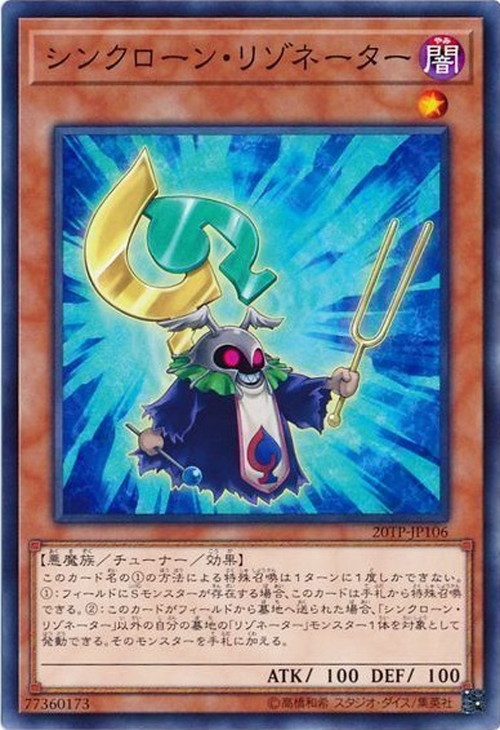 シンクローン・リゾネーター
闇
【悪魔族／チューナー／効果】
このカード名の①の方法による特殊召喚は1ターンに1度しかできない。
①：フィールドにSモンスターが存在する場合、このカードは手札から特殊召喚
できる。②：このカードがフィールドから墓地へ送られた場合、「シンクローン・
リゾネーター」以外の自分の墓地の「リゾネーター」モンスター1体を対象として
発動できる。そのモンスターを手札に加える。
20TP-JP106
ATK/ 100 DEF/ 100
77360173
©高橋和希 スタジオ・ダイス/集英社